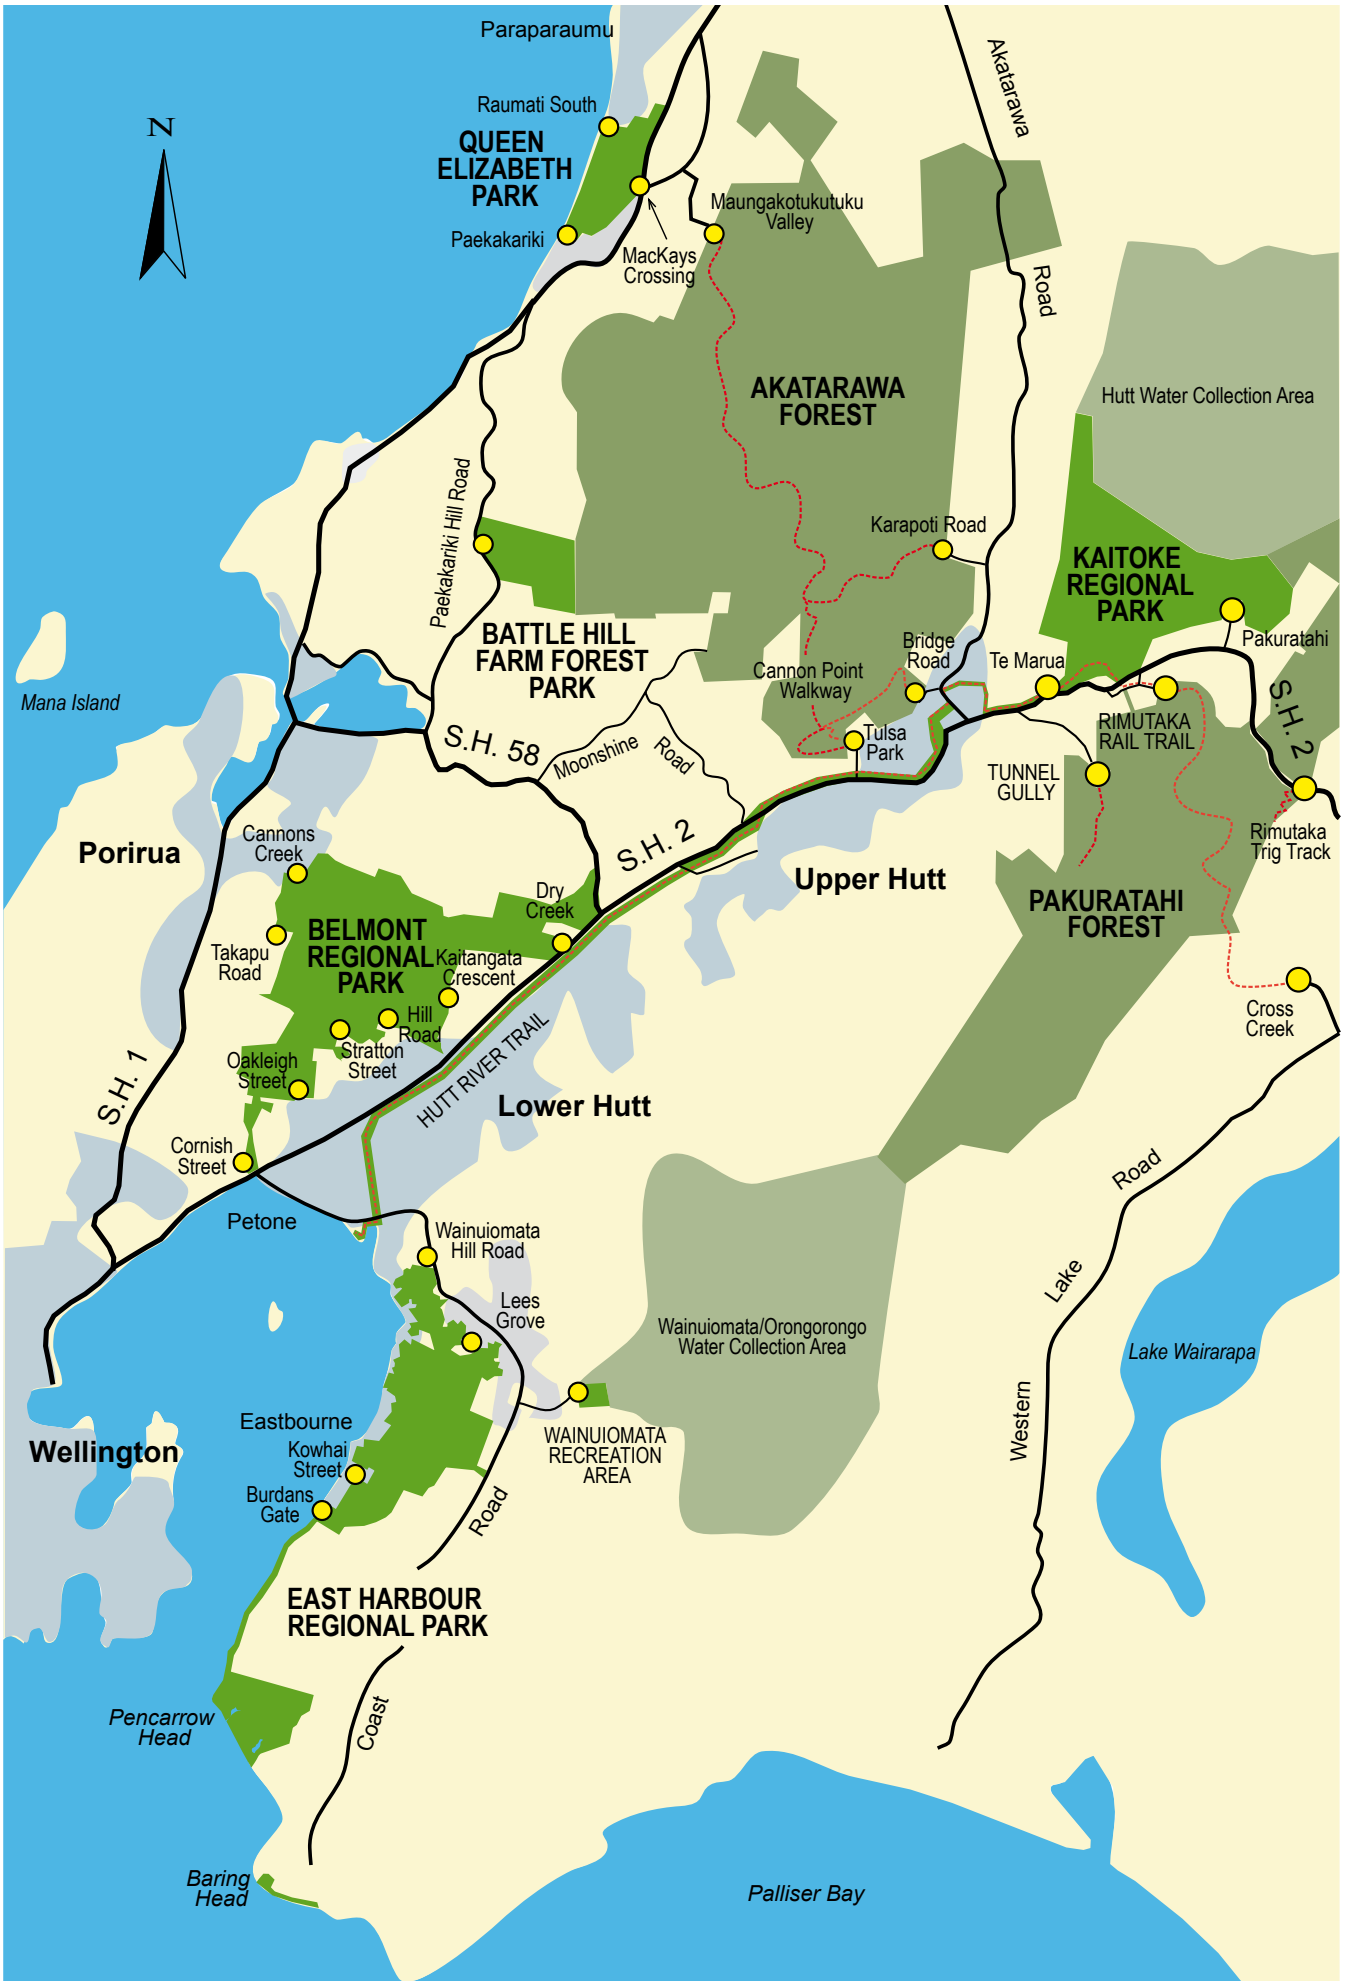 Paraparaumu
Akatarawa
Road
N
Raumati South
QUEEN
ELIZABETH
PARK
Paekakariki
MacKays
Crossing
Maungakotukutuku
Valley
AKATARAWA
FOREST
Hutt Water Collection Area
Paekakariki Hill Road
Karapoti Road
KAITOKE
REGIONAL
PARK
Pakuratahi
BATTLE HILL
FARM FOREST
PARK
Bridge
Road
Te Marua
Cannon Point
Walkway
Mana Island
S.H. 2
RIMUTAKA
RAIL TRAIL
S.H. 58
Moonshine
Road
Tulsa
Park
TUNNEL
GULLY
Rimutaka
Trig Track
S.H. 2
Cannons
Creek
Porirua
Upper Hutt
Dry
Creek
PAKURATAHI
FOREST
BELMONT
REGIONAL
PARK
Takapu
Road
Kaitangata
Crescent
Hill
Road
Stratton
Street
Oakleigh
Street
HUTT RIVER TRAIL
Cross
Creek
S.H. 1
Lower Hutt
Cornish
Street
Petone
Wainuiomata
Hill Road
Lees
Grove
Wainuiomata/Orongorongo
Water Collection Area
Road
Lake
Western
Lake Wairarapa
Eastbourne
Wellington
Kowhai
Street
WAINUIOMATA
RECREATION
AREA
Burdans
Gate
Road
EAST HARBOUR
REGIONAL PARK
Coast
Pencarrow
Head
Baring
Head
Palliser Bay